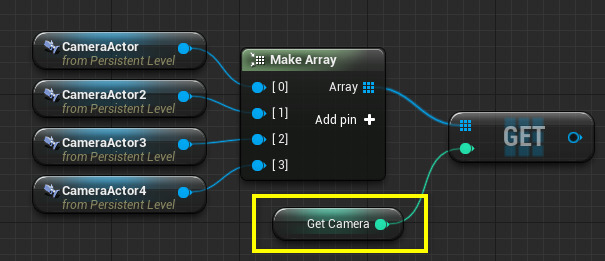 CameraActor
from Persistent Level
CameraActor2
from Persistent Level
CameraActor3
from Persistent Level
CameraActor4
from Persistent Level
Make Array
[ 0] Array
[ 1]
Add pin
[ 2]
[ 3]
GET
Get Camera